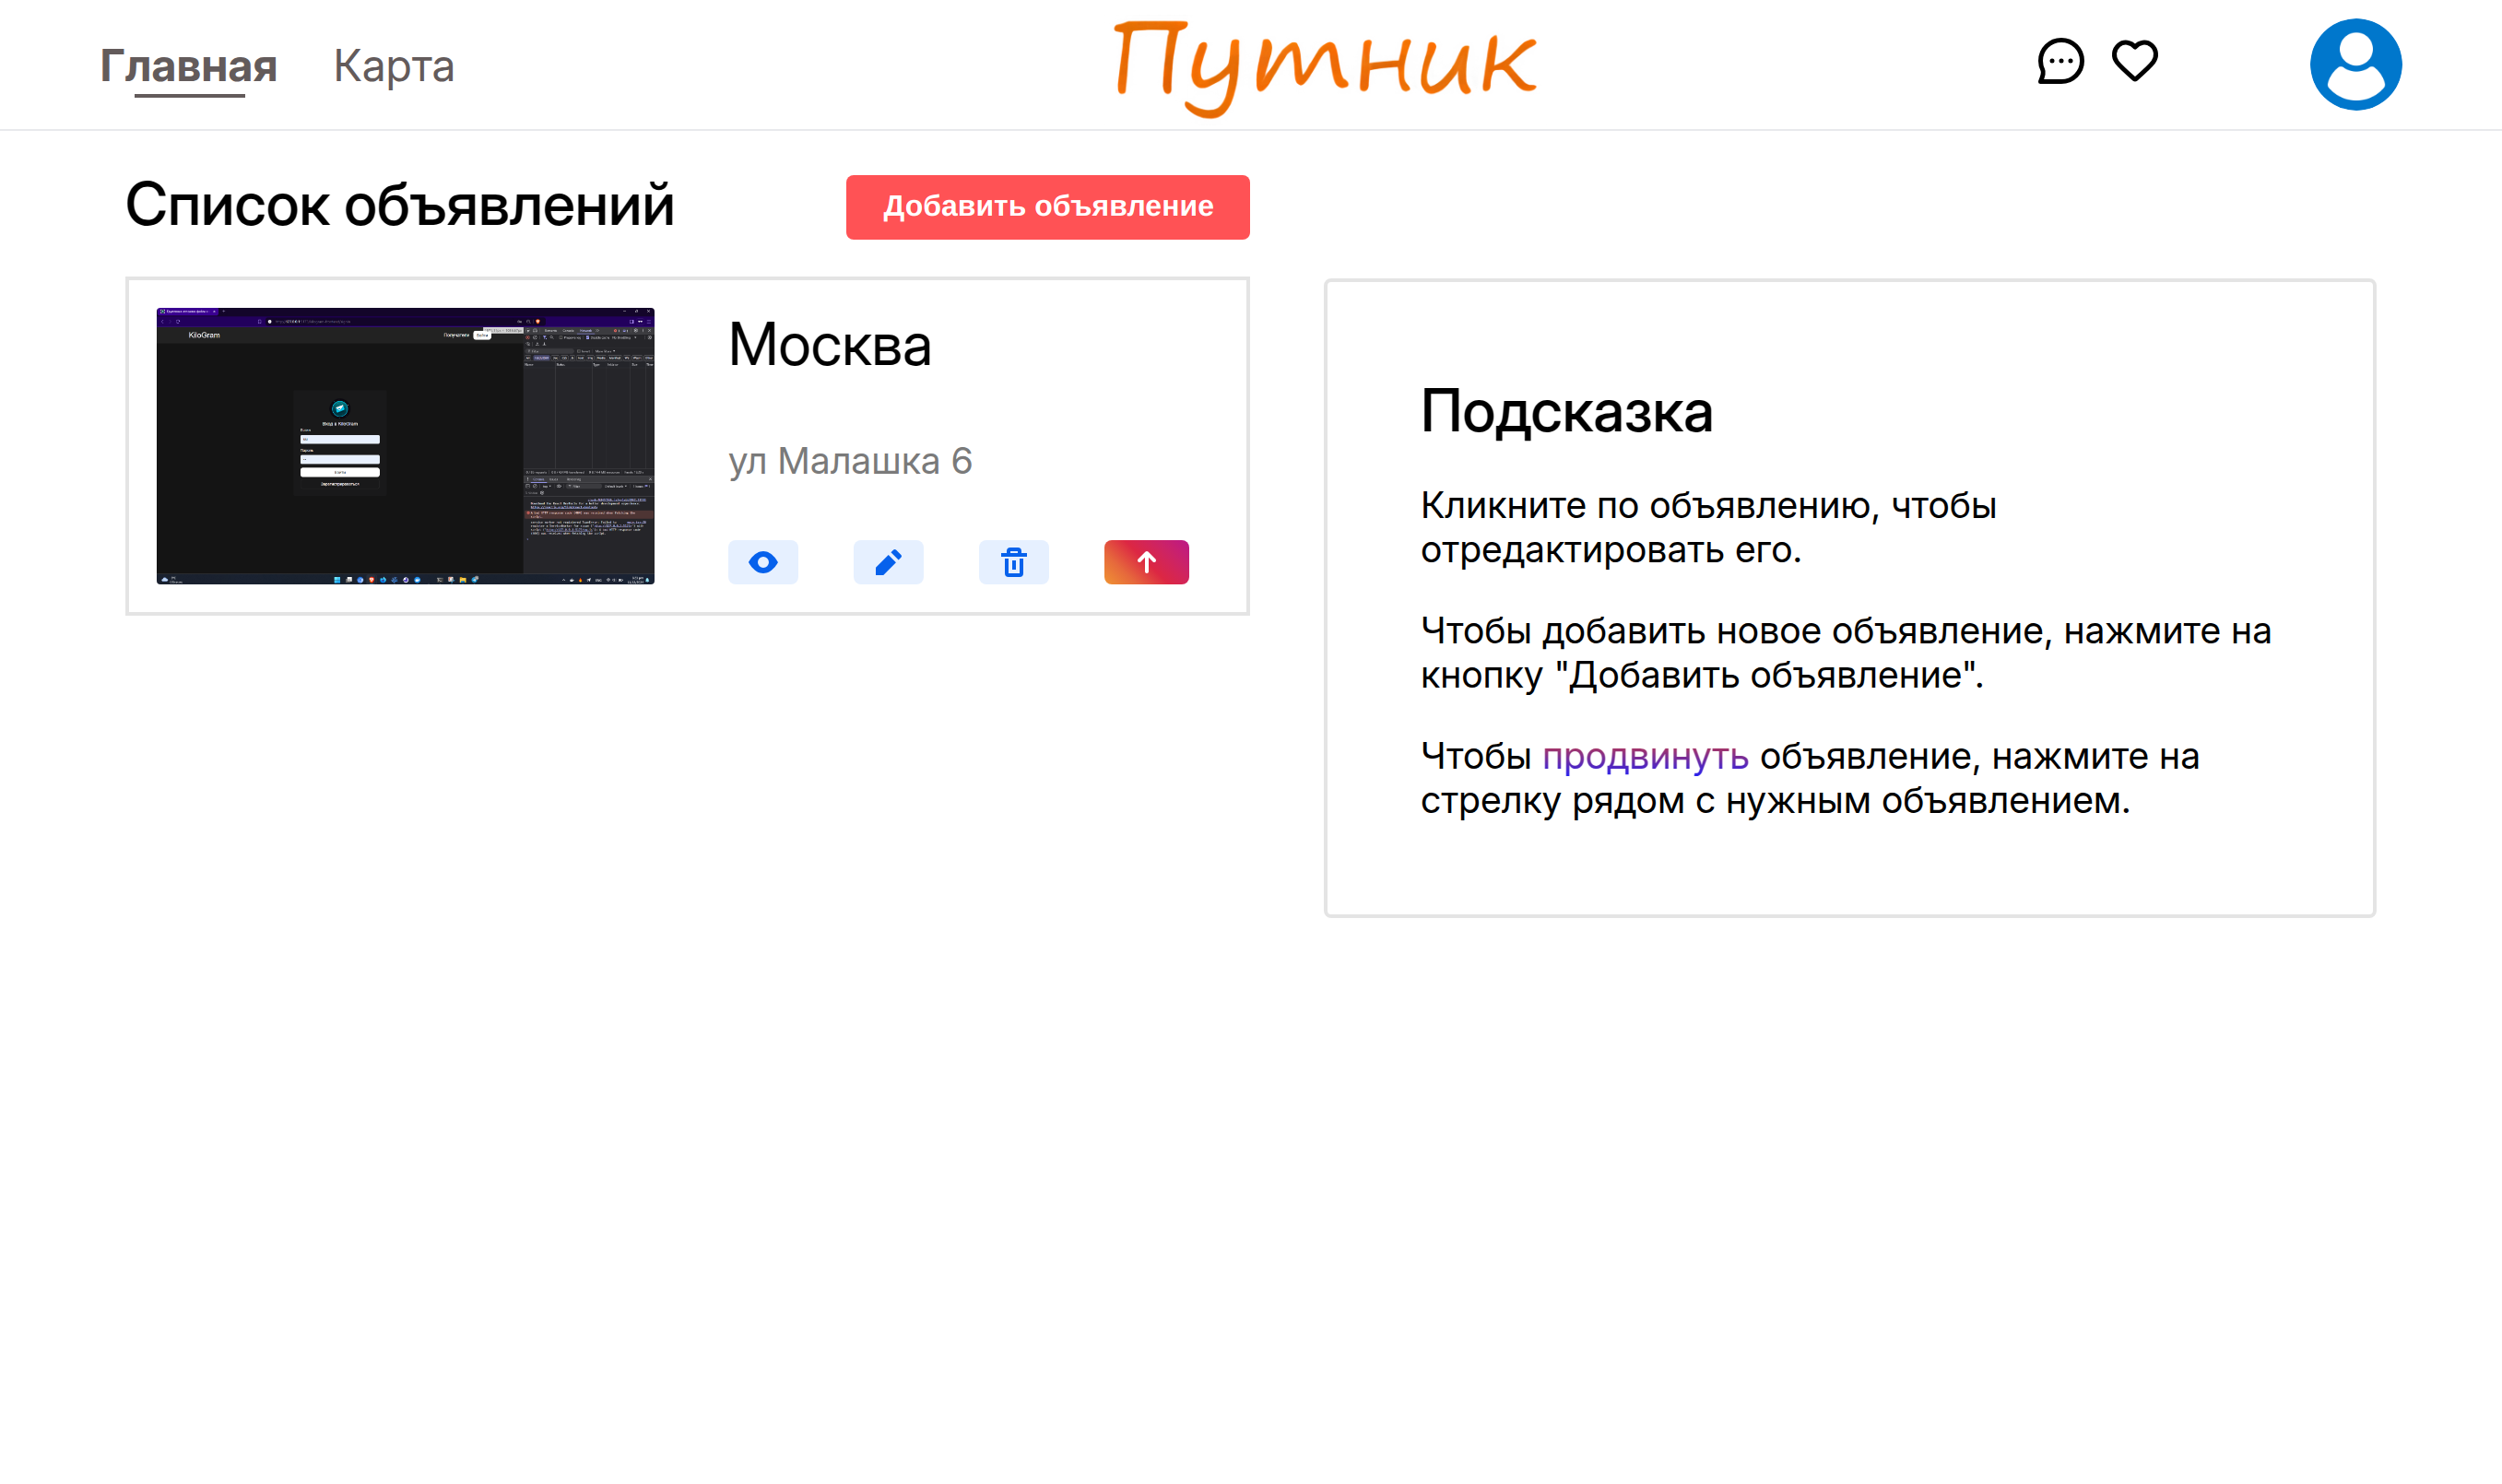 Главная Карта
Путник
Список объявлений
Добавить объявление
KiloGram
Вход в KiloGram
Зарегистрироваться
Москва
ул Малашка 6
Подсказка
Кликните по объявлению, чтобы
отредактировать его.
Чтобы добавить новое объявление, нажмите на
кнопку "Добавить объявление".
Чтобы продвинуть объявление, нажмите на
стрелку рядом с нужным объявлением.